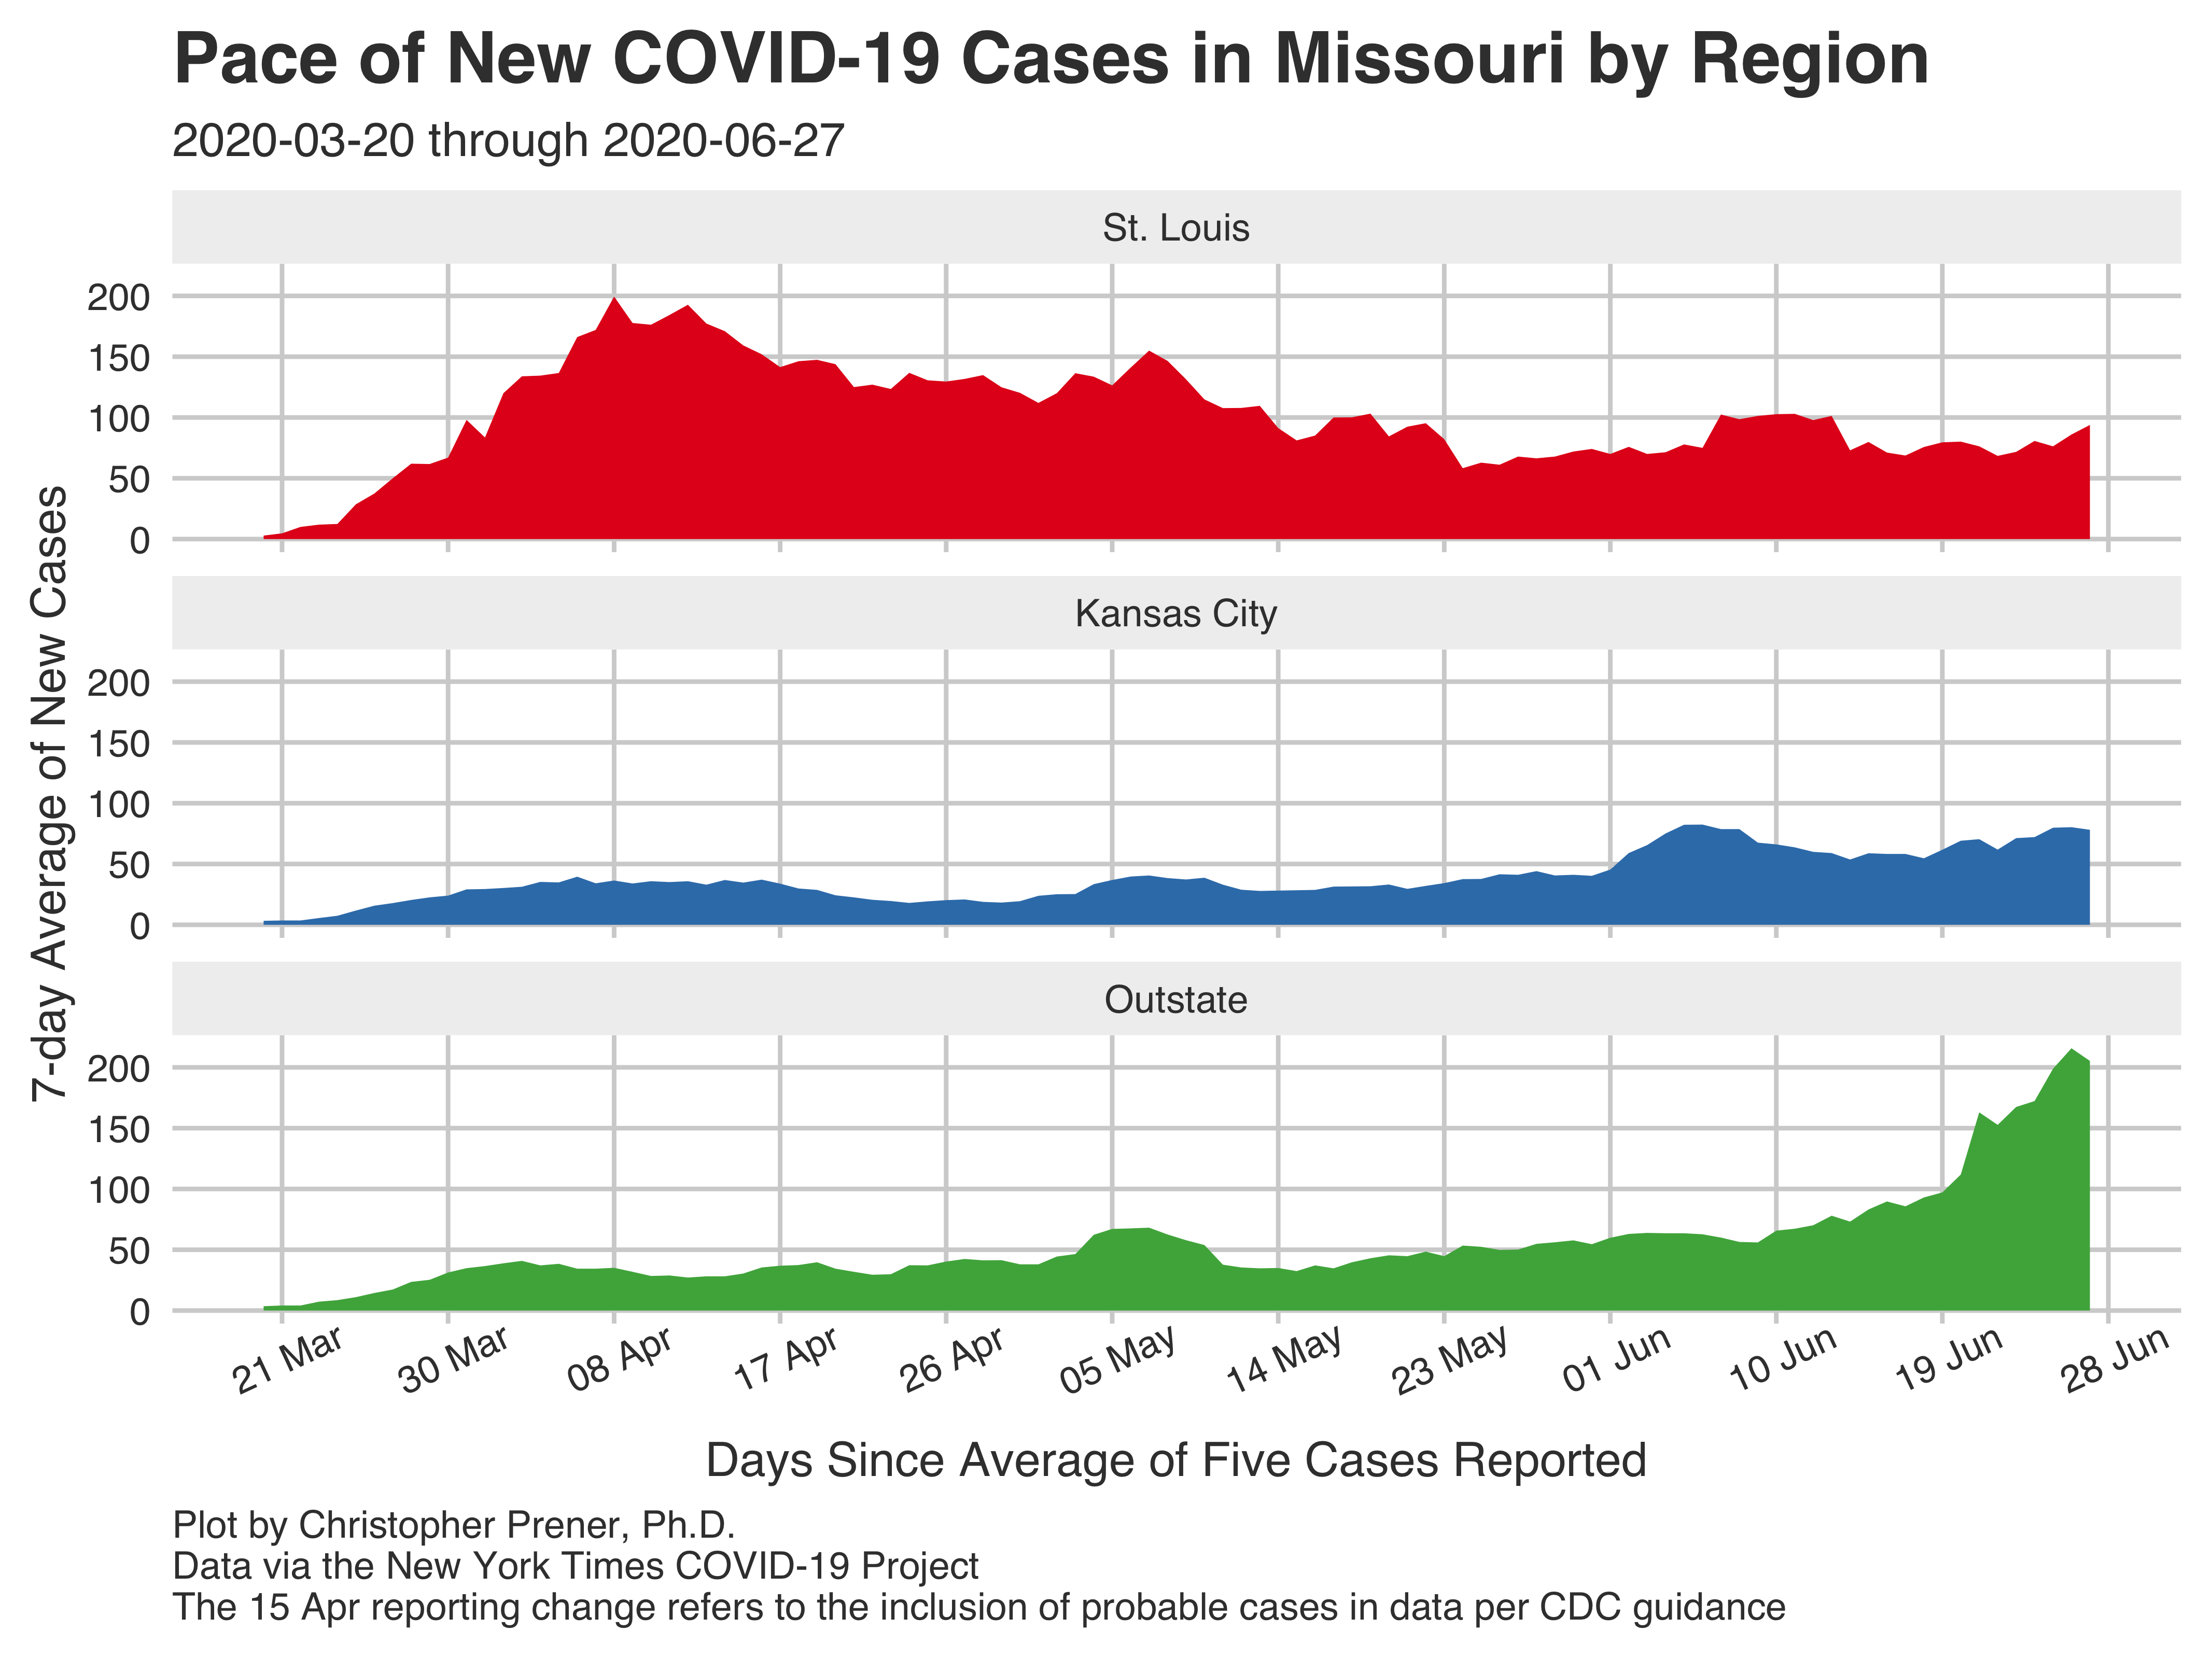 Pace of New COVID-19 Cases in Missouri by Region
2020-03-20 through 2020-06-27
St. Louis
200
150
100
50
0
Kansas City
200
150
100
50
0
Outstate
200
150
100
50
0
7-day Average of New Cases
21 Mar
30 Mar
08 Apr
17 Apr
26 Apr
05 May
14 May
23 May
01 Jun
10 Jun
19 Jun
28 Jun
Days Since Average of Five Cases Reported
Plot by Christopher Prener, Ph.D.
Data via the New York Times COVID-19 Project
The 15 Apr reporting change refers to the inclusion of probable cases in data per CDC guidance